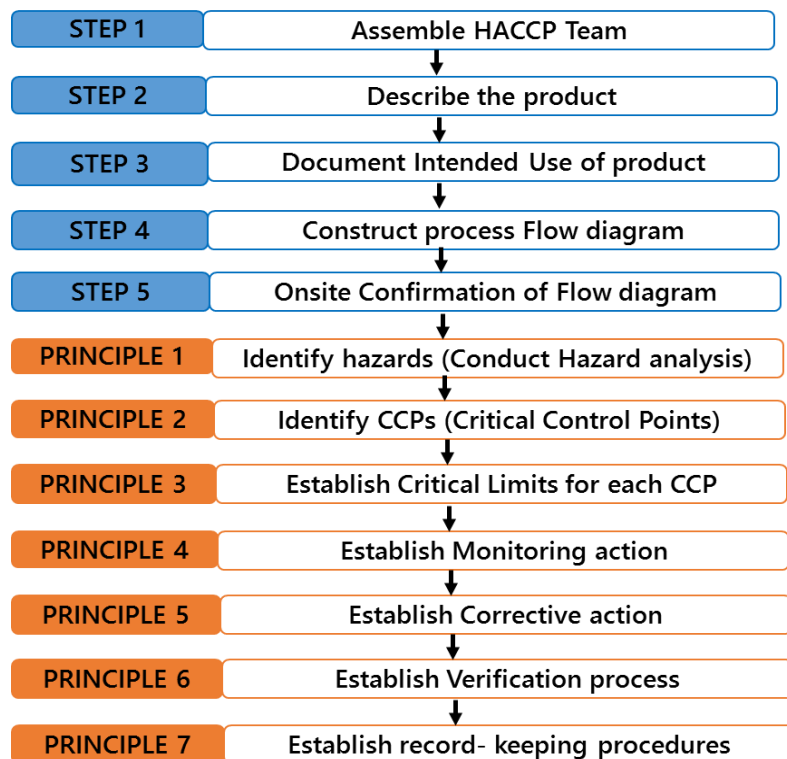 STEP 1 Assemble HACCP Team
STEP 2 Describe the product
STEP 3 Document Intended Use of product
STEP 4 Construct process Flow diagram
STEP 5 Onsite Confirmation of Flow diagram
PRINCIPLE 1 Identify hazards (Conduct Hazard analysis)
PRINCIPLE 2 Identify CCPs (Critical Control Points)
PRINCIPLE 3 Establish Critical Limits for each CCP
PRINCIPLE 4 Establish Monitoring action
PRINCIPLE 5 Establish Corrective action
PRINCIPLE 6 Establish Verification process
PRINCIPLE 7 Establish record- keeping procedures